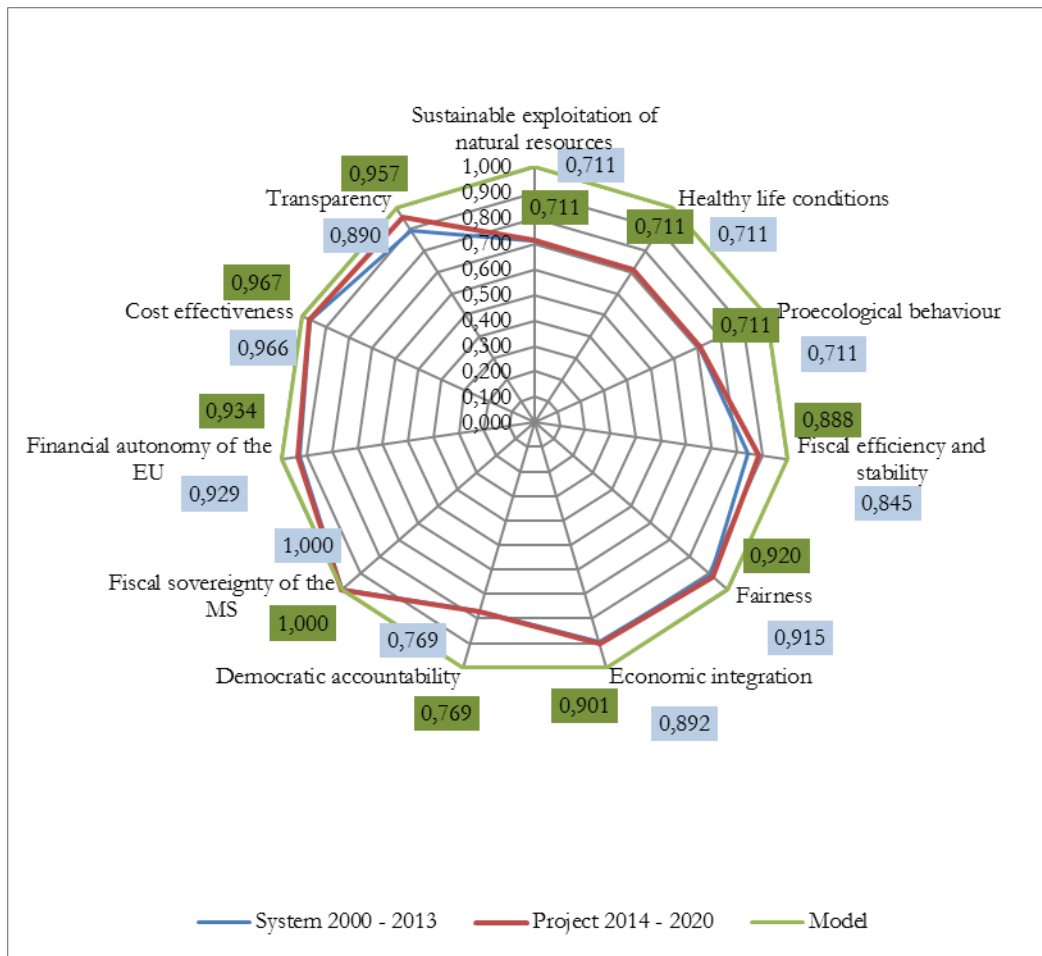 Sustainable exploitation of
natural resources
0,711
1,000
0,900
0,800
0,700
0,600
0,500
0,400
0,300
0,200
0,100
0,000
0,711
Healthy life conditions
0,711
0,711
Proecological behaviour
0,711
0,711
0,888
Fiscal efficiency and
stability
0,845
0,920
Fairness
0,915
Economic integration
0,901
0,892
0,769
Democratic accountability
0,769
1,000
Fiscal sovereignty of the
MS
1,000
0,934
Financial autonomy of the
EU
0,929
0,967
Cost effectiveness
0,966
0,957
Transparency
0,890
System 2000 - 2013
Project 2014 - 2020
Model